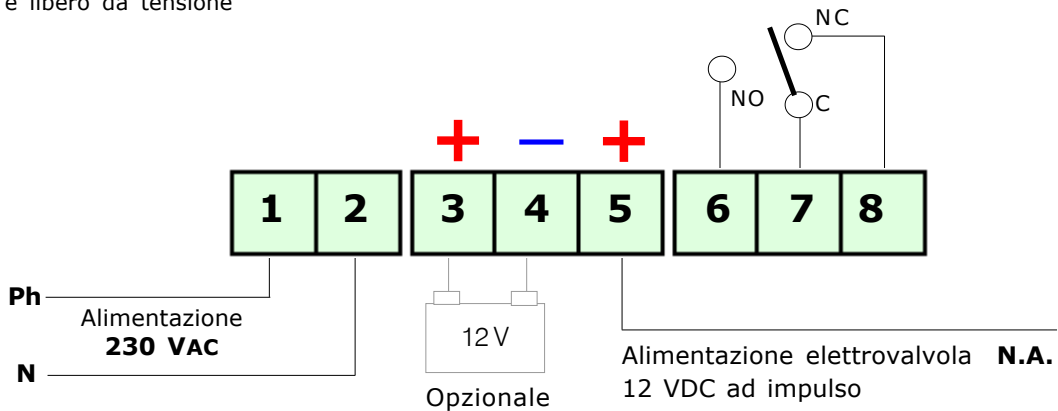 e libero da tensione
NC
NO C
+ – +
1 2 3 4 5 6 7 8
Ph
Alimentazione
230 VAC
N
12 V
Opzionale
Alimentazione elettrovalvola N.A.
12 VDC ad impulso